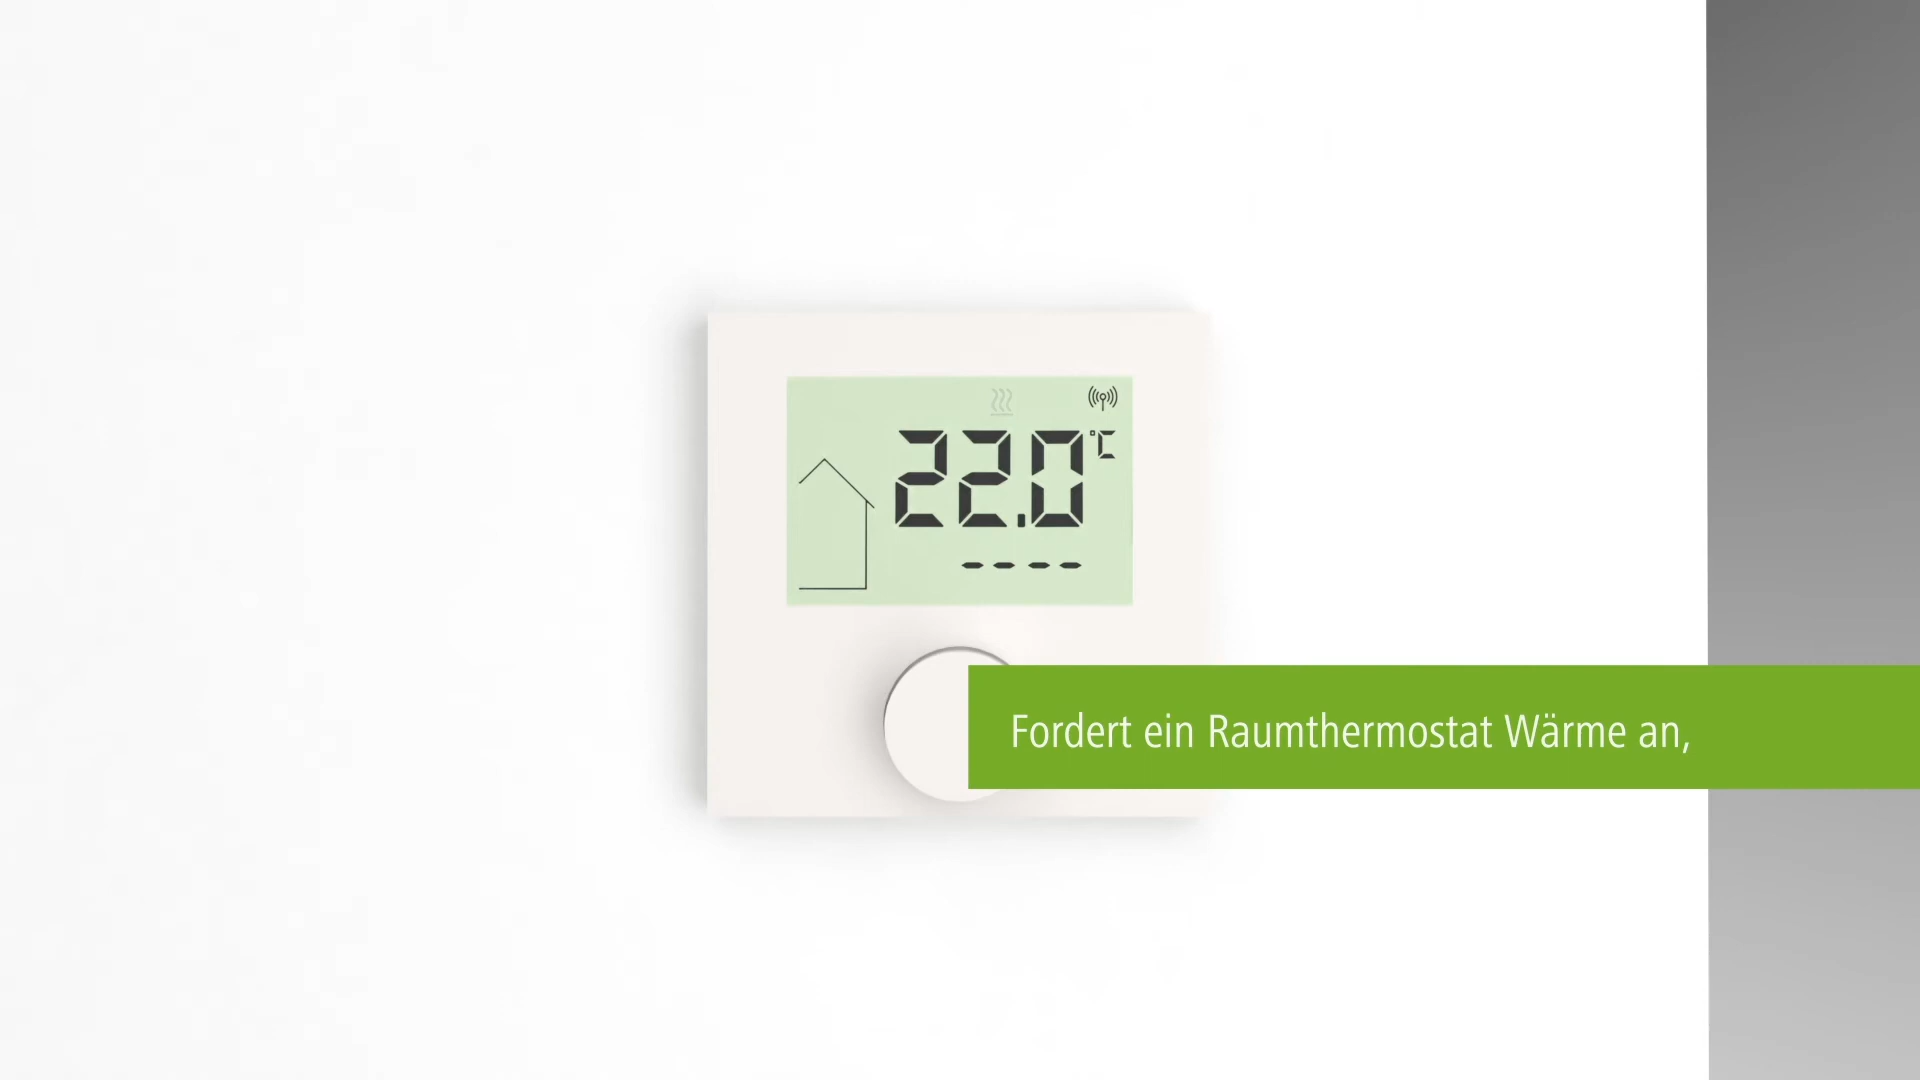 22.0 °C
- - - -
Fordert ein Raumthermostat Wärme an,